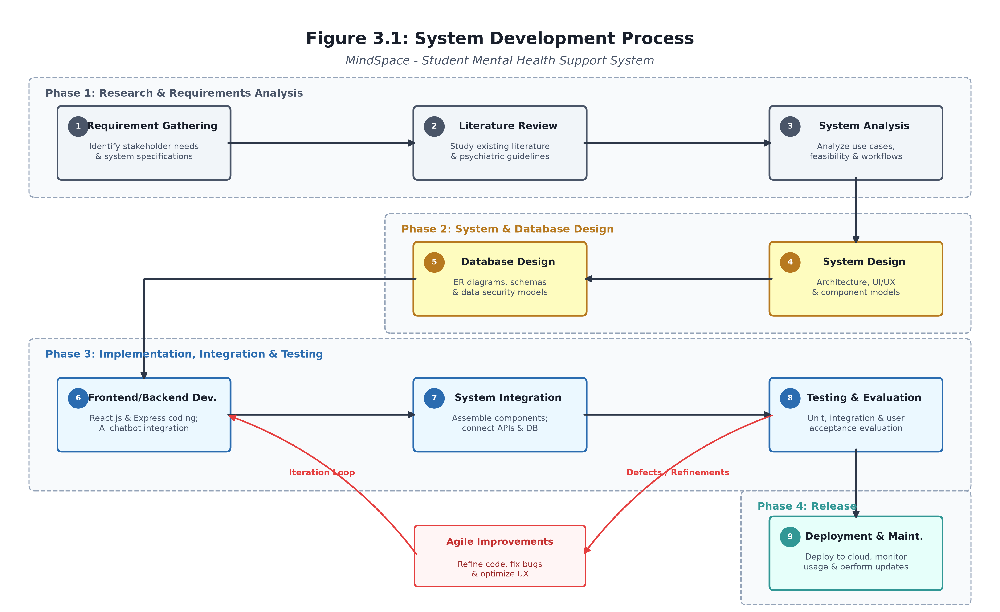 Figure 3.1: System Development Process
MindSpace - Student Mental Health Support System
Phase 1: Research & Requirements Analysis
1
Requirement Gathering
Identify stakeholder needs
& system specifications
2
Literature Review
Study existing literature
& psychiatric guidelines
3
System Analysis
Analyze use cases,
feasibility & workflows
Phase 2: System & Database Design
5
Database Design
ER diagrams, schemas
& data security models
4
System Design
Architecture, UI/UX
& component models
Phase 3: Implementation, Integration & Testing
6
Frontend/Backend Dev.
React.js & Express coding;
AI chatbot integration
7
System Integration
Assemble components;
connect APIs & DB
8
Testing & Evaluation
Unit, integration & user
acceptance evaluation
Iteration Loop
Defects / Refinements
Agile Improvements
Refine code, fix bugs
& optimize UX
Phase 4: Release
9
Deployment & Maint.
Deploy to cloud, monitor
usage & perform updates